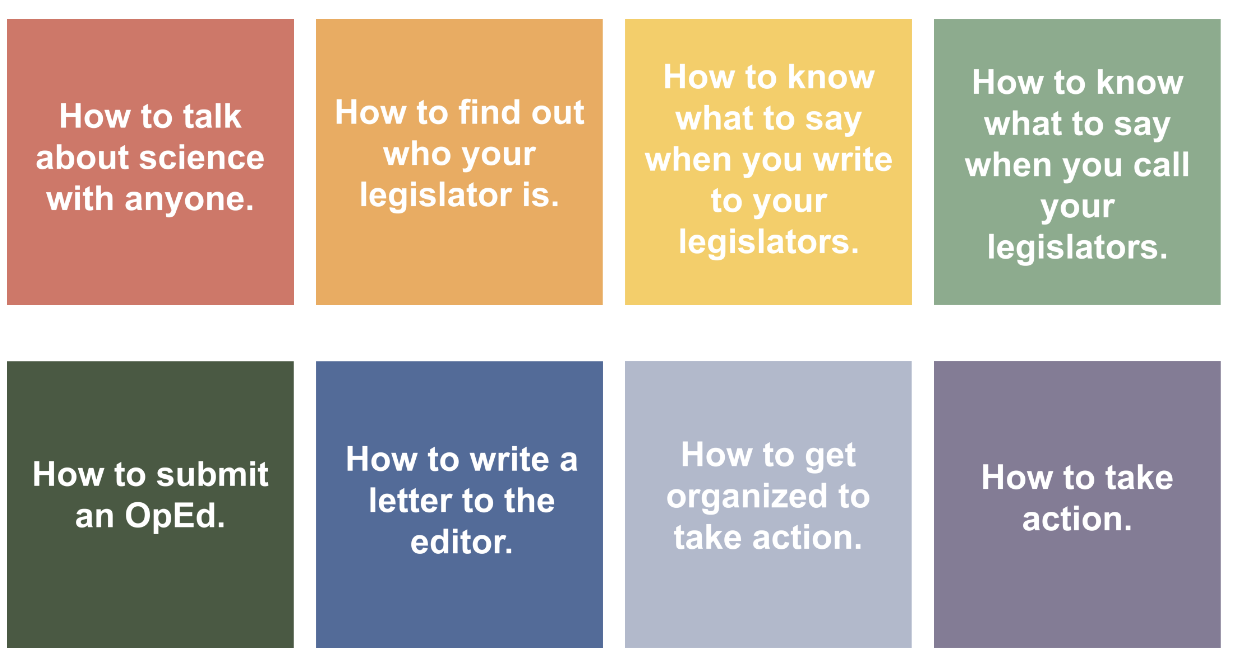 How to talk
about science
with anyone.
How to find out
who your
legislator is.
How to know
what to say
when you write
to your
legislators.
How to know
what to say
when you call
your
legislators.
How to submit
an OpEd.
How to write a
letter to the
editor.
How to get
organized to
take action.
How to take
action.